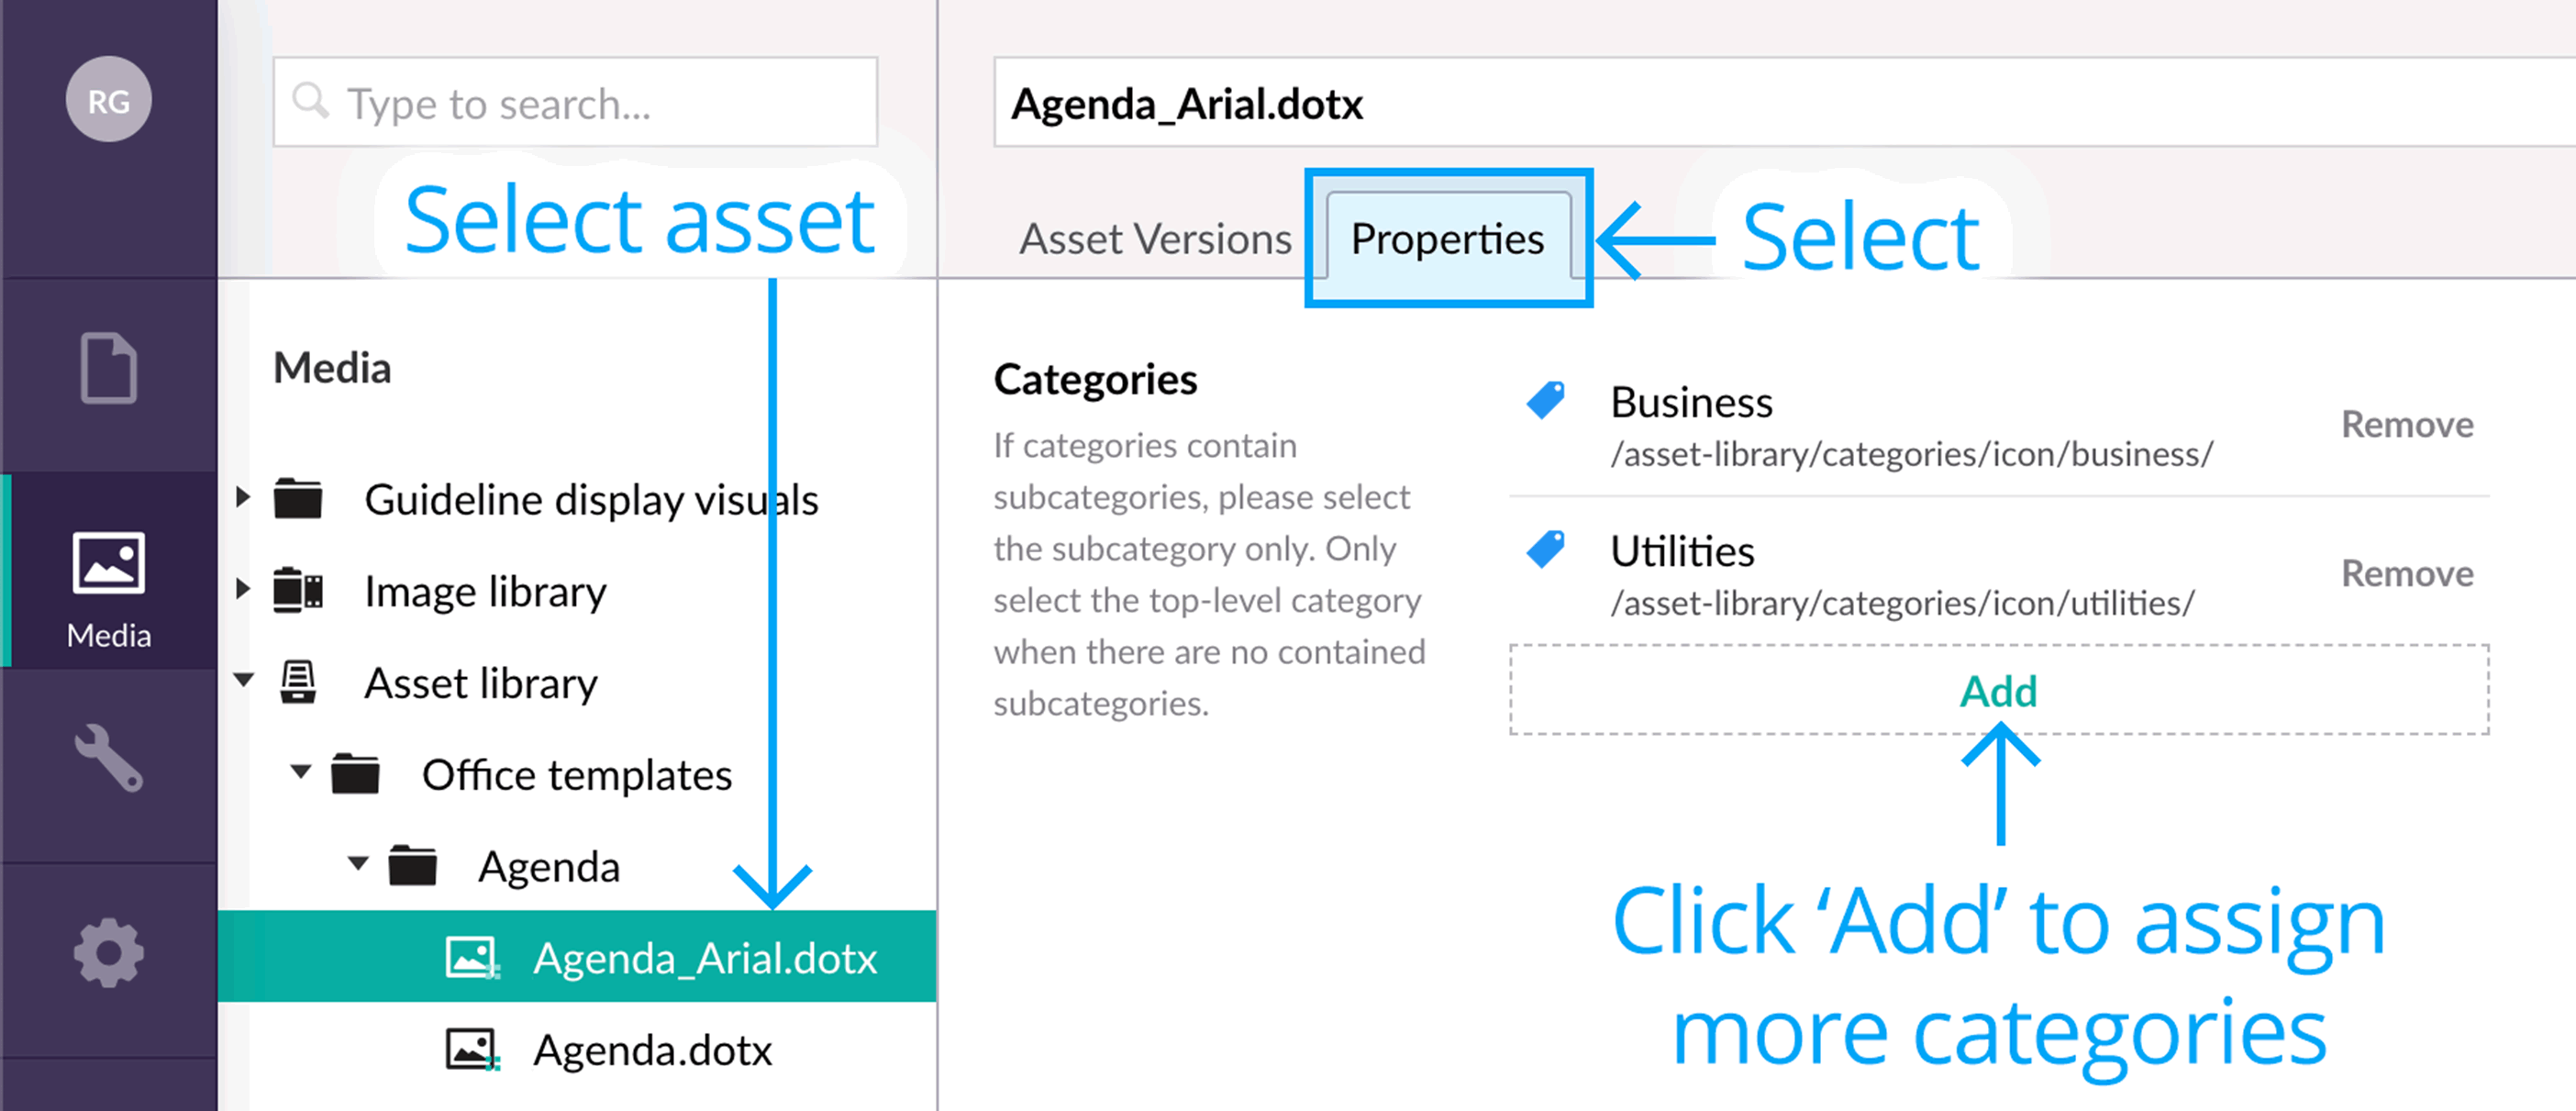 RG
Type to search...
Agenda_Arial.dotx
Select asset
Asset Versions
Properties
Select
Media
Media
Guideline display visuals
Image library
Asset library
Office templates
Agenda
Agenda_Arial.dotx
Agenda.dotx
Categories
If categories contain
subcategories, please select
the subcategory only. Only
select the top-level category
when there are no contained
subcategories.
Business
/asset-library/categories/icon/business/
Remove
Utilities
/asset-library/categories/icon/utilities/
Remove
Add
Click ‘Add’ to assign
more categories